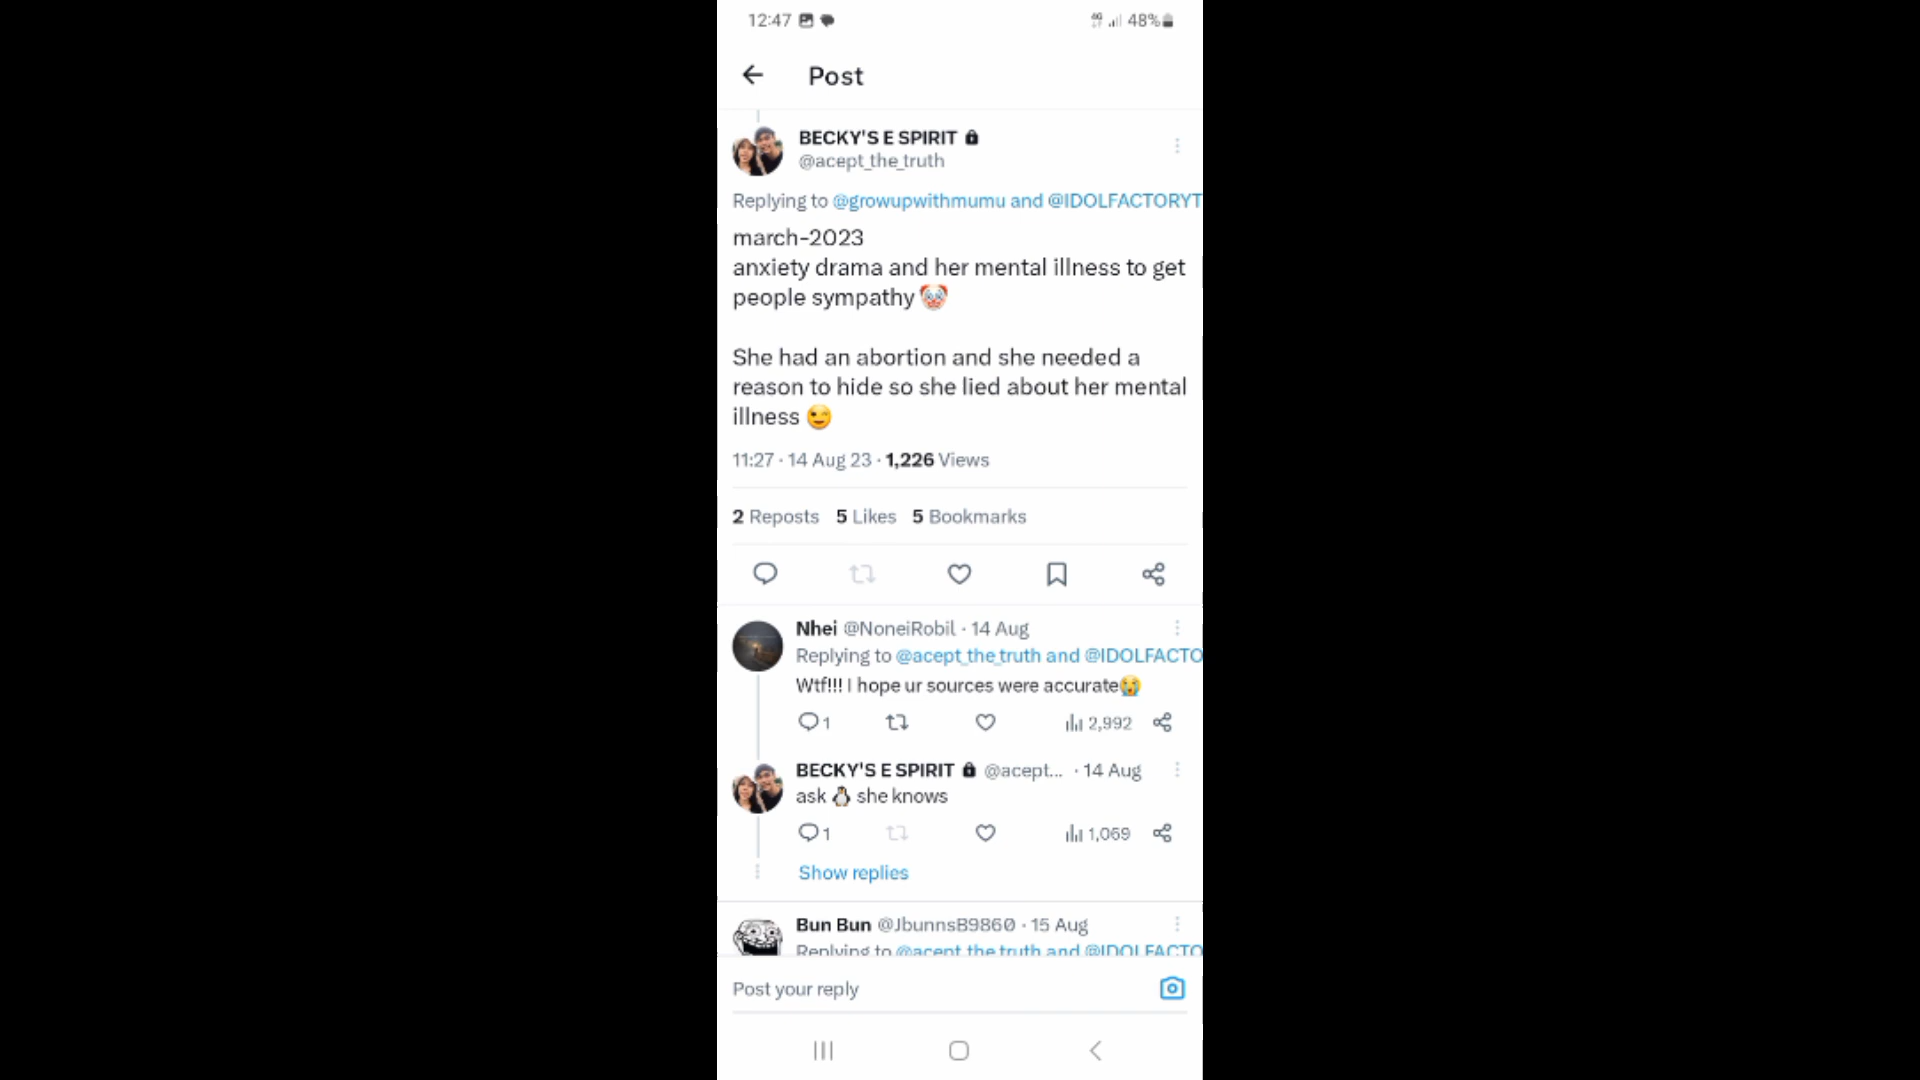 12:47 48%
Post
BECKY'S E SPIRIT
@acept_the_truth
Replying to @growupwithmumu and @IDOLFACTORYT
march-2023
anxiety drama and her mental illness to get
people sympathy 🤡
She had an abortion and she needed a
reason to hide so she lied about her mental
illness 😉
11:27 · 14 Aug 23 · 1,226 Views
2 Reposts 5 Likes 5 Bookmarks
Nhei @NoneiRobil · 14 Aug
Replying to @acept_the_truth and @IDOLFACTO
Wtf!!! I hope ur sources were accurate😭
1 2,992
BECKY'S E SPIRIT @acept... · 14 Aug
ask 🐧 she knows
1 1,069
Show replies
Bun Bun @JbunnsB9860 · 15 Aug
Replying to @acept_the_truth and @IDOLFACTO
Post your reply